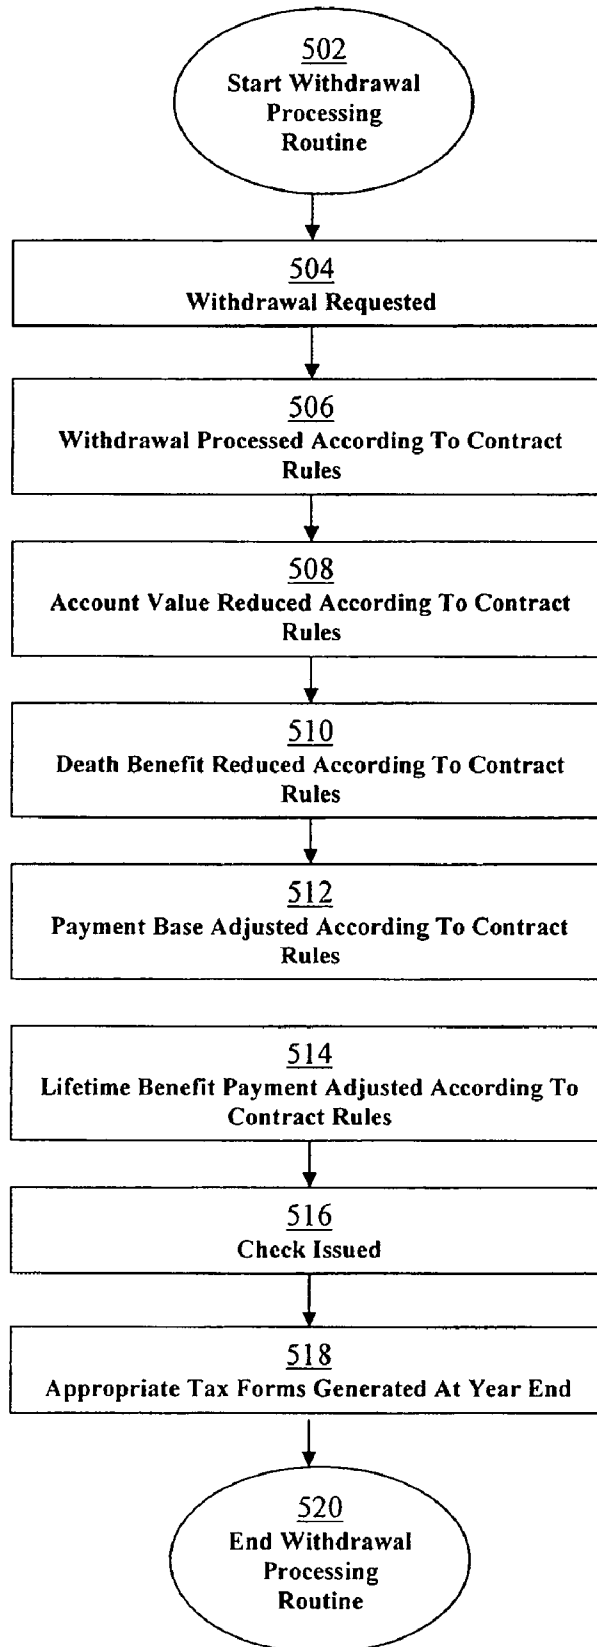 502
Start Withdrawal
Processing
Routine
504
Withdrawal Requested
506
Withdrawal Processed According To Contract
Rules
508
Account Value Reduced According To Contract
Rules
510
Death Benefit Reduced According To Contract
Rules
512
Payment Base Adjusted According To Contract
Rules
514
Lifetime Benefit Payment Adjusted According To
Contract Rules
516
Check Issued
518
Appropriate Tax Forms Generated At Year End
520
End Withdrawal
Processing
Routine